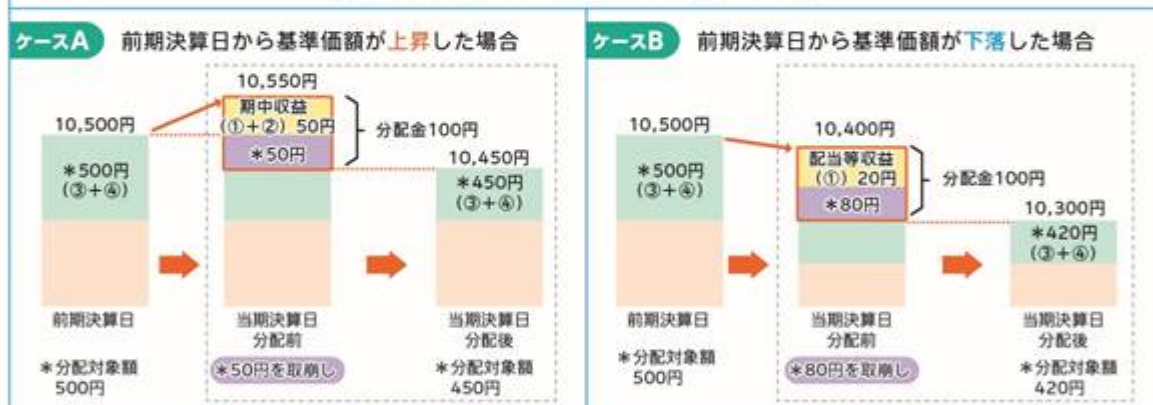 ケースA 前期決算日から基準価額が上昇した場合
10,550円
期中収益
(①+②) 50円
10,500円
分配金100円
*50円
10,450円
*500円
(③+④)
*450円
(③+④)
前期決算日
当期決算日
分配前
当期決算日
分配後
*分配対象額
500円
*50円を取崩し
*分配対象額
450円
ケースB 前期決算日から基準価額が下落した場合
10,500円
10,400円
配当等収益
(①) 20円
分配金100円
*500円
(③+④)
*80円
10,300円
*420円
(③+④)
前期決算日
当期決算日
分配前
当期決算日
分配後
*分配対象額
500円
*80円を取崩し
*分配対象額
420円